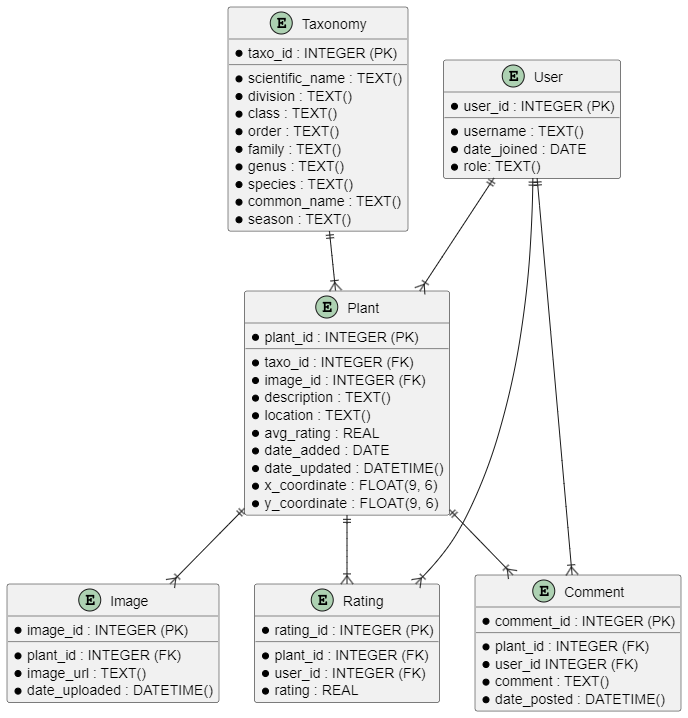 E Taxonomy
taxo_id : INTEGER (PK)
scientific_name : TEXT()
division : TEXT()
class : TEXT()
order : TEXT()
family : TEXT()
genus : TEXT()
species : TEXT()
common_name : TEXT()
season : TEXT()
E User
user_id : INTEGER (PK)
username : TEXT()
date_joined : DATE
role: TEXT()
E Plant
plant_id : INTEGER (PK)
taxo_id : INTEGER (FK)
image_id : INTEGER (FK)
description : TEXT()
location : TEXT()
avg_rating : REAL
date_added : DATE
date_updated : DATETIME()
x_coordinate : FLOAT(9, 6)
y_coordinate : FLOAT(9, 6)
E Image
image_id : INTEGER (PK)
plant_id : INTEGER (FK)
image_url : TEXT()
date_uploaded : DATETIME()
E Rating
rating_id : INTEGER (PK)
plant_id : INTEGER (FK)
user_id : INTEGER (FK)
rating : REAL
E Comment
comment_id : INTEGER (PK)
plant_id : INTEGER (FK)
user_id INTEGER (FK)
comment : TEXT()
date_posted : DATETIME()